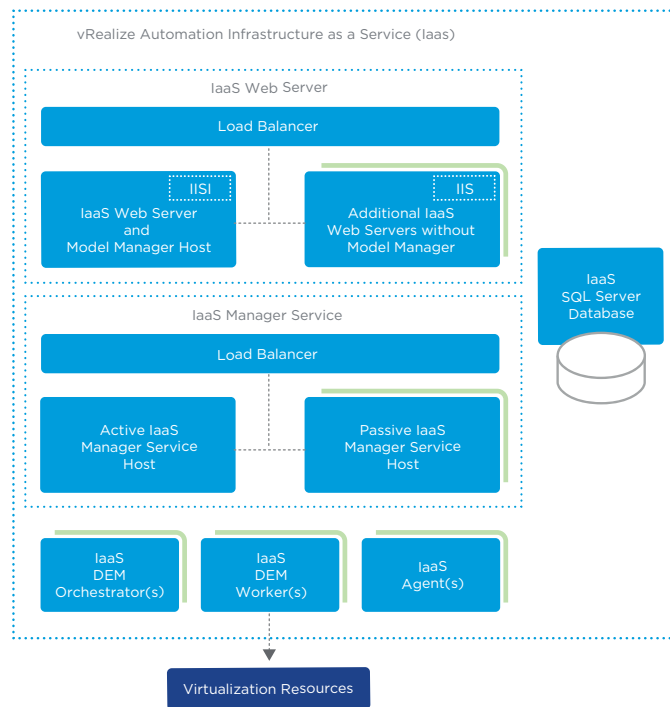 vRealize Automation Infrastructure as a Service (Iaas)
IaaS Web Server
Load Balancer
IISI
IaaS Web Server
and
Model Manager Host
IIS
Additional IaaS
Web Servers without
Model Manager
IaaS
SQL Server
Database
IaaS Manager Service
Load Balancer
Active IaaS
Manager Service
Host
Passive IaaS
Manager Service
Host
IaaS
DEM
Orchestrator(s)
IaaS
DEM
Worker(s)
IaaS
Agent(s)
Virtualization Resources